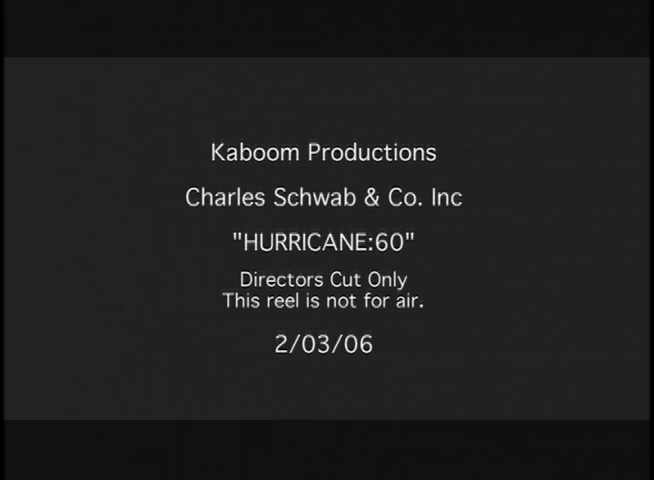 Kaboom Productions
Charles Schwab & Co. Inc
"HURRICANE:60"
Directors Cut Only
This reel is not for air.
2/03/06